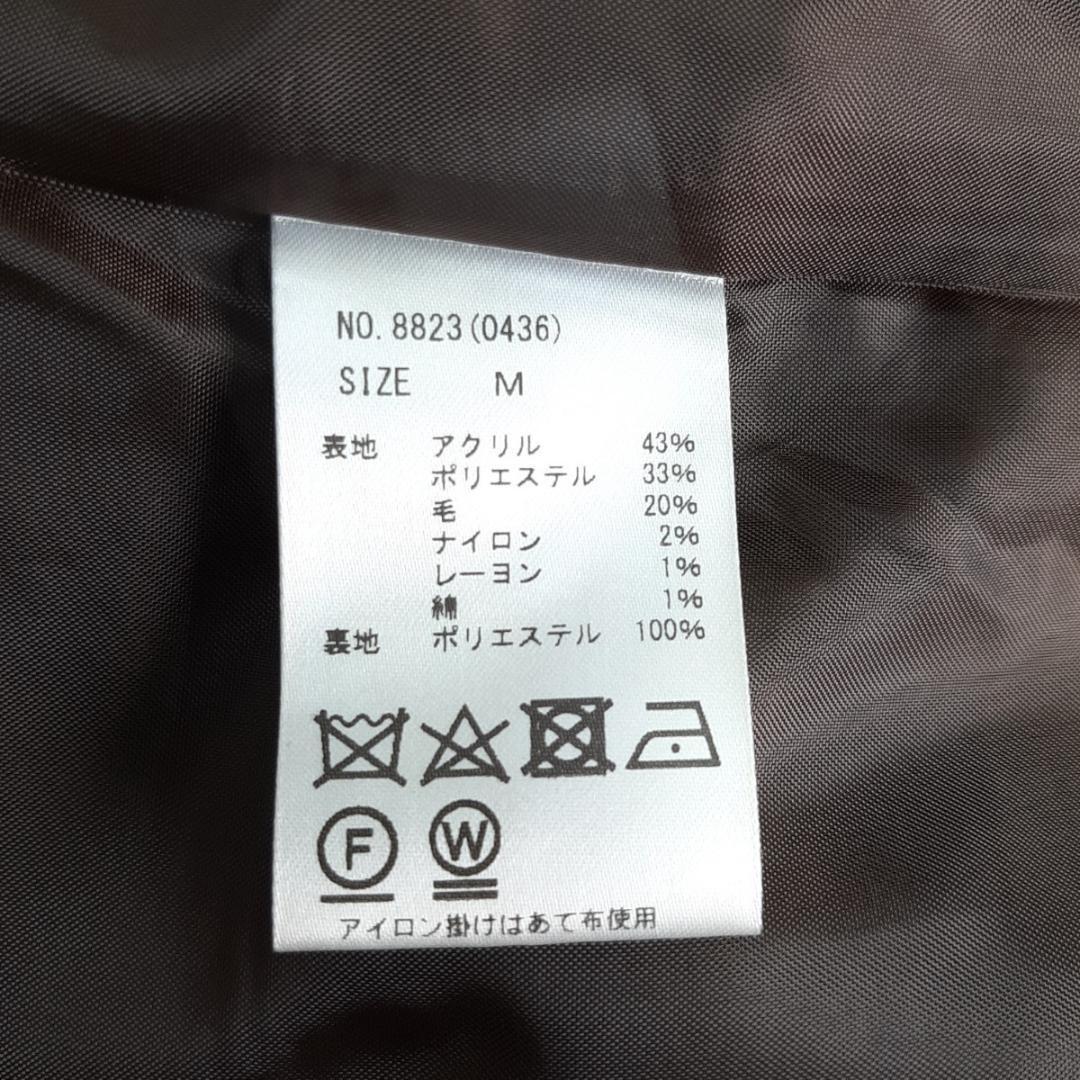 NO.8823(0436)
SIZE M
表地 アクリル 43%
ポリエステル 33%
毛 20%
ナイロン 2%
レーヨン 1%
綿 1%
裏地 ポリエステル 100%
F W
アイロン掛けはあて布使用